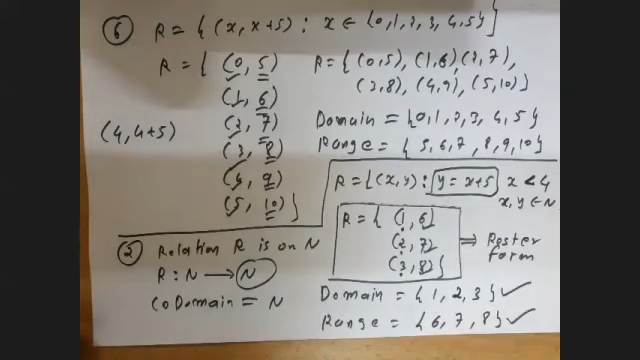 ⑥ R = { (x, x+5) : x ∈ {0,1,2,3,4,5} }
R = { (0, 5)
(1, 6)
(2, 7)
(3, 8)
(4, 9)
(5, 10) }
(4, 4+5)
R = { (0,5), (1,6) (2,7)
(3,8), (4,9), (5,10) }
Domain = {0,1,2,3,4,5}
Range = { 5,6,7,8,9,10}
② Relation R is on N
R : N ⟶ N
CoDomain = N
R = {(x,y) : y = x+5 x < 4
x, y ∈ N
R = { (1, 6)
(2, 7)
(3, 8) } ⟹ Roster form
Domain = { 1, 2, 3 } ✓
Range = { 6, 7, 8 } ✓